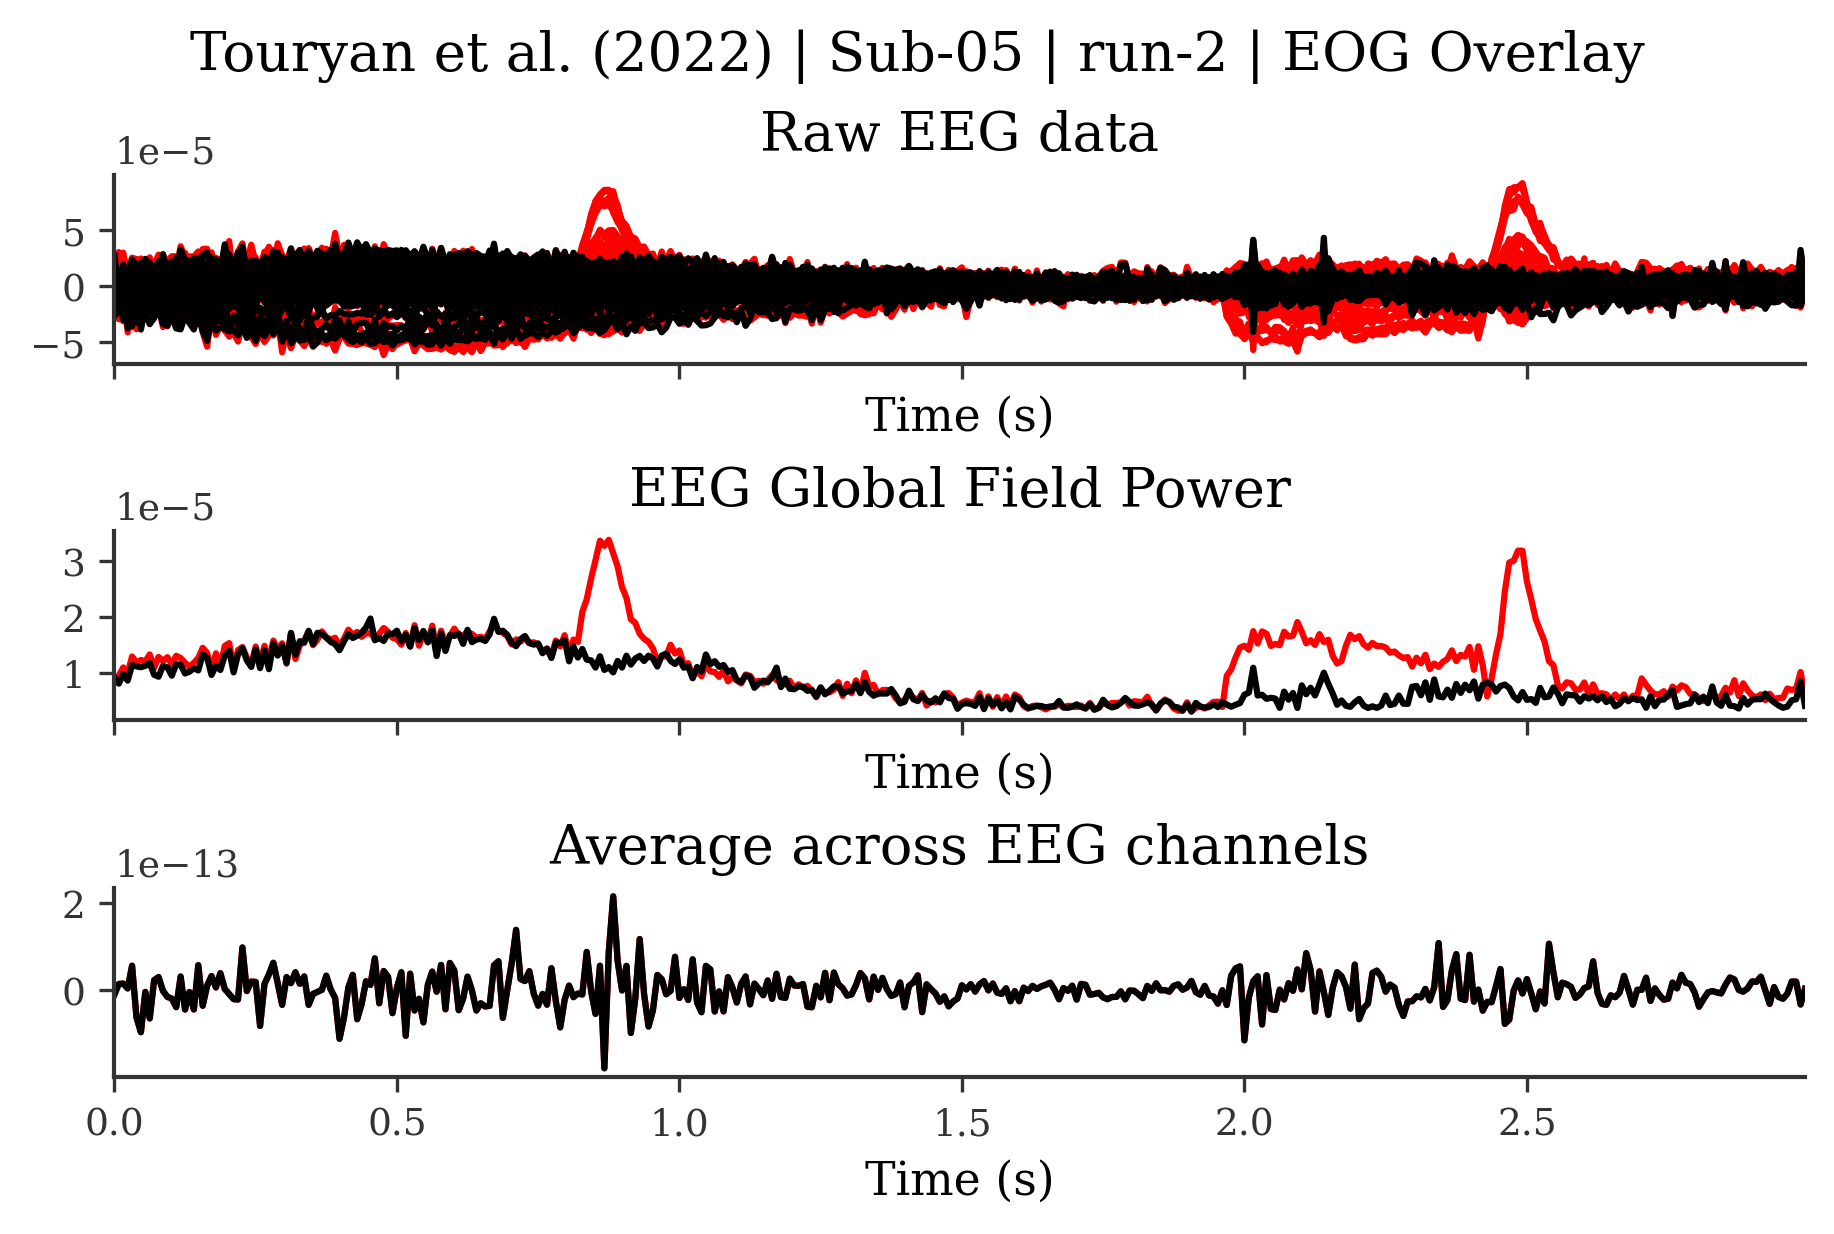 Touryan et al. (2022) | Sub-05 | run-2 | EOG Overlay
Raw EEG data
1e−5
5
0
−5
Time (s)
EEG Global Field Power
1e−5
3
2
1
Time (s)
Average across EEG channels
1e−13
2
0
0.0 0.5 1.0 1.5 2.0 2.5
Time (s)